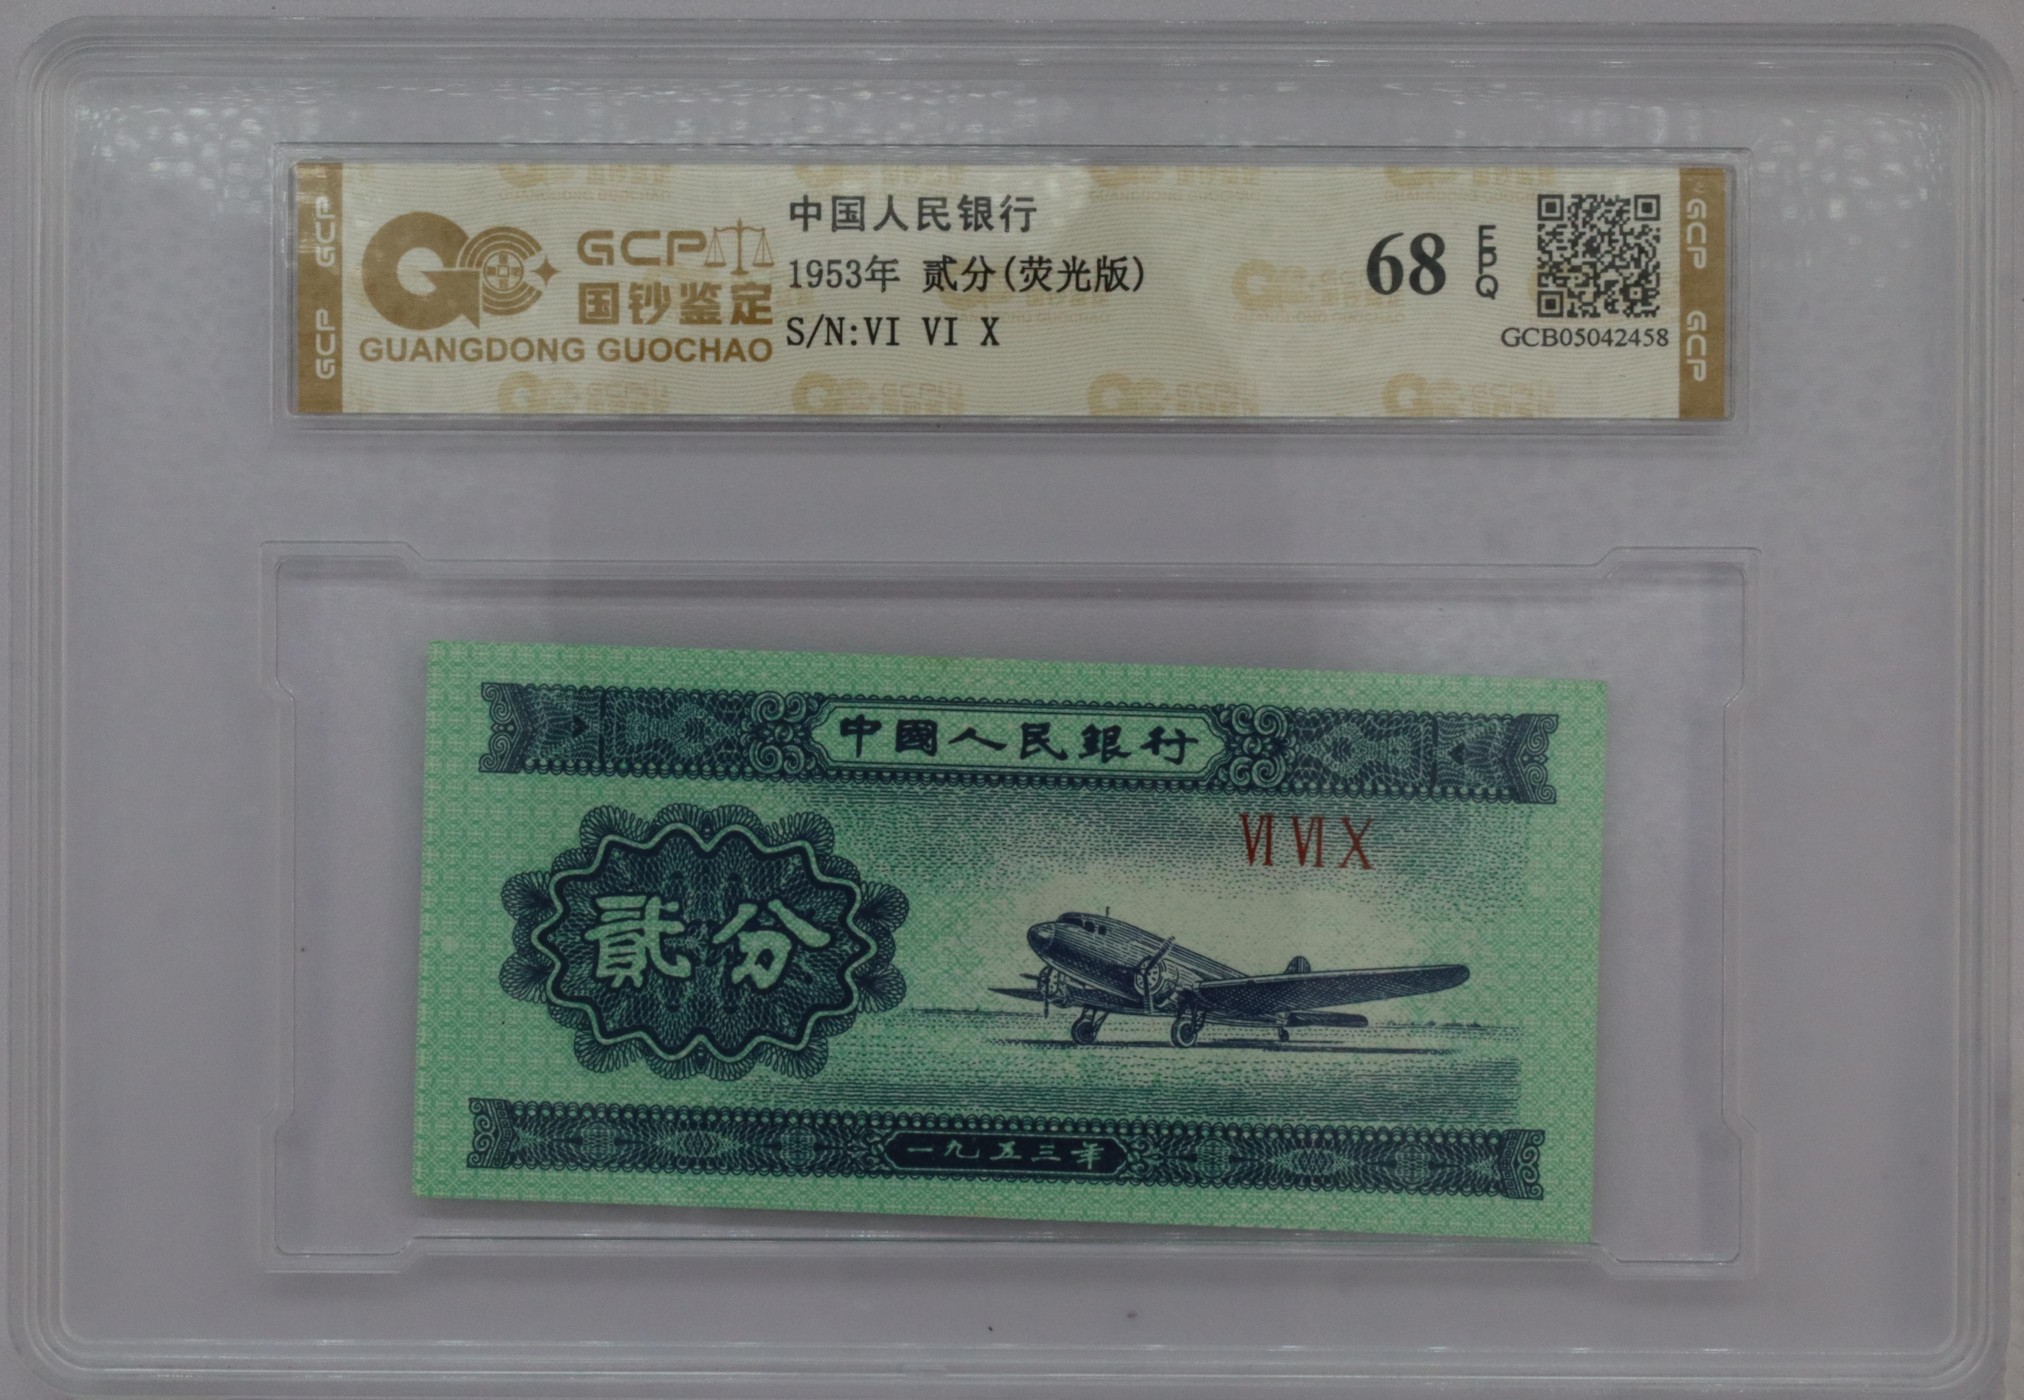 GCP
国钞鉴定
GUANGDONG GUOCHAO
中国人民银行
1953年 贰分(荧光版)
S/N:VI VI X
68 EPQ
GCB05042458
GCP GCP
GCP GCP
中國人民銀行
VI VI X
貳分
一九五三年